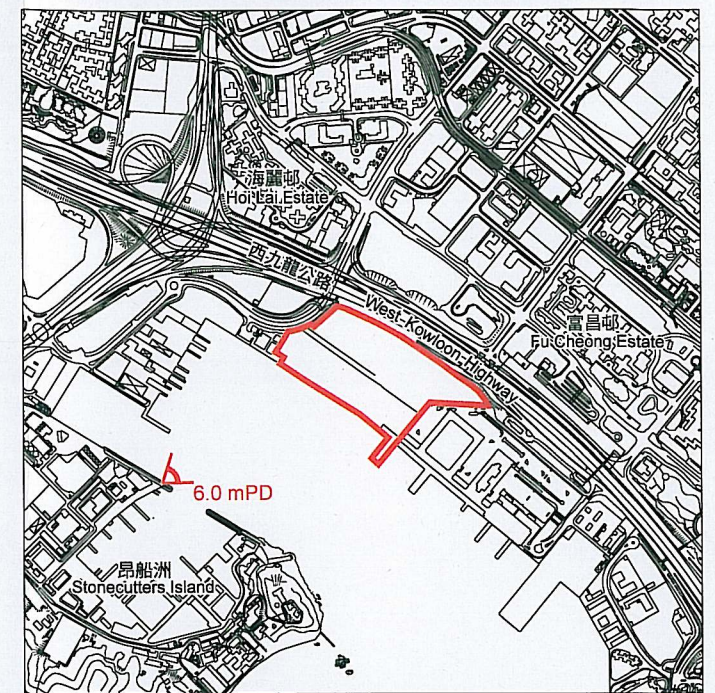 海麗邨
Hoi Lai Estate
西九龍公路
West Kowloon Highway
富昌邨
Fu Cheong Estate
6.0 mPD
昂船洲
Stonecutters Island